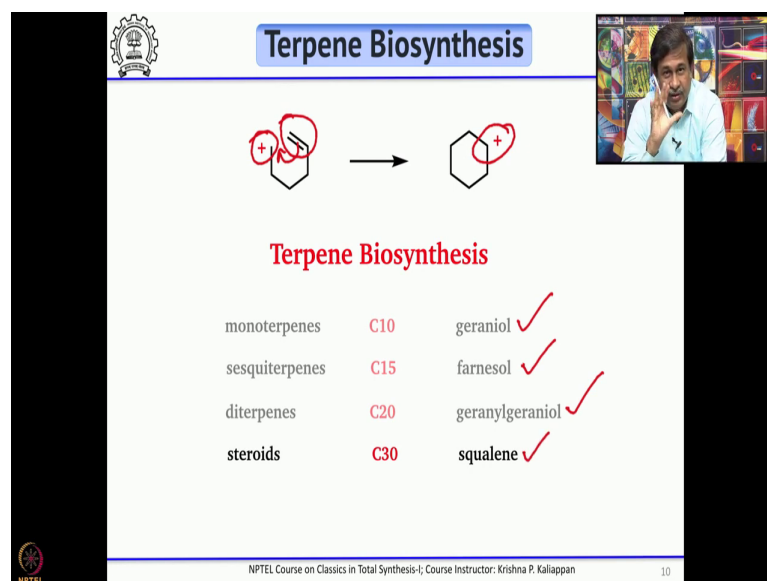 Terpene Biosynthesis
+
+
Terpene Biosynthesis
monoterpenes C10 geraniol
sesquiterpenes C15 farnesol
diterpenes C20 geranylgeraniol
steroids C30 squalene
NPTEL Course on Classics in Total Synthesis-I; Course Instructor: Krishna P. Kaliappan
10
NPTEL